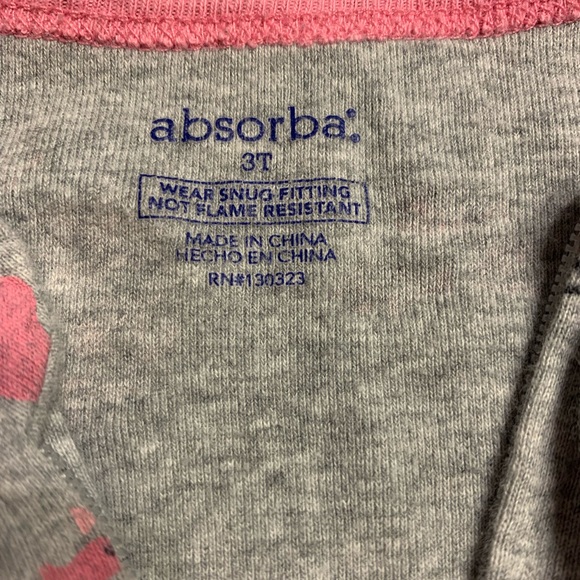 absorba®
3T
WEAR SNUG FITTING
NOT FLAME RESISTANT
MADE IN CHINA
HECHO EN CHINA
RN#130323